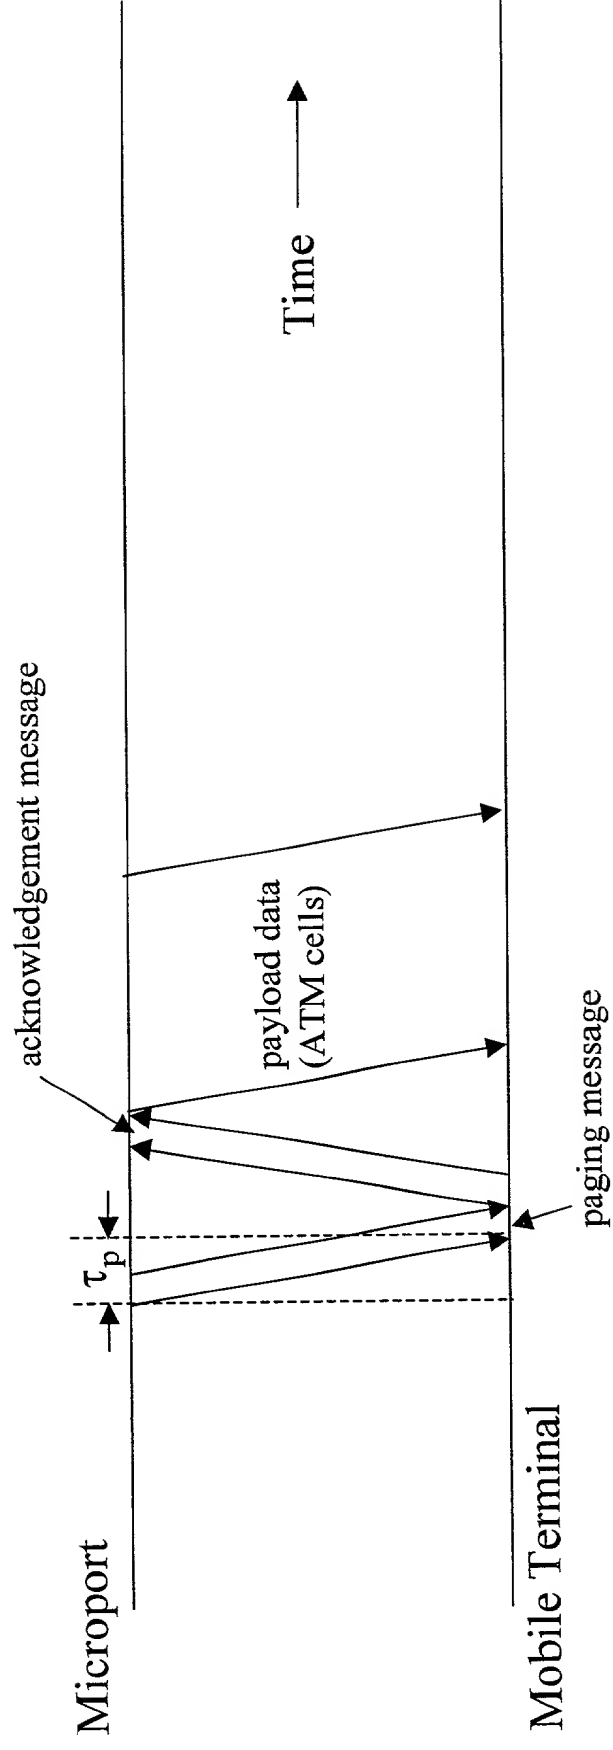 acknowledgement message
Microport
τp
payload data
(ATM cells)
Time
Mobile Terminal
paging message